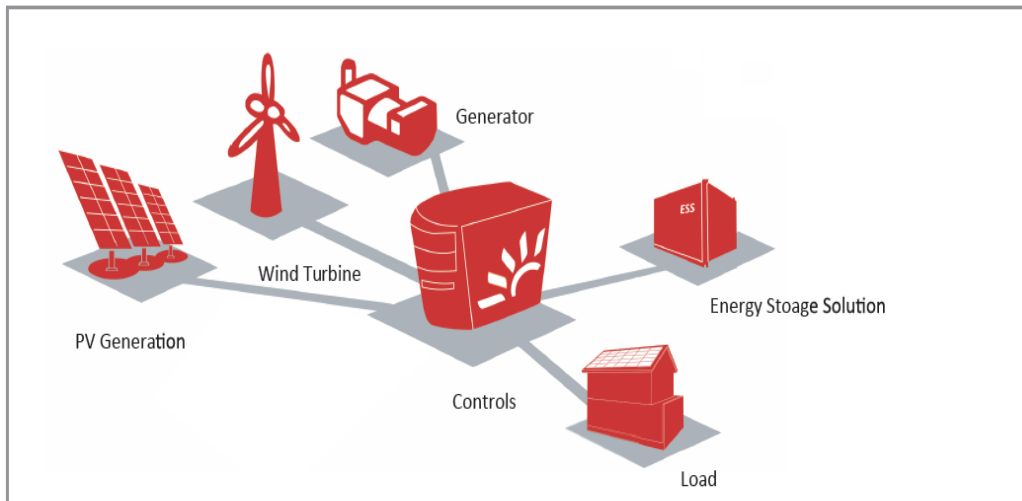 Generator
ESS
Wind Turbine
Energy Stoage Solution
PV Generation
Controls
Load